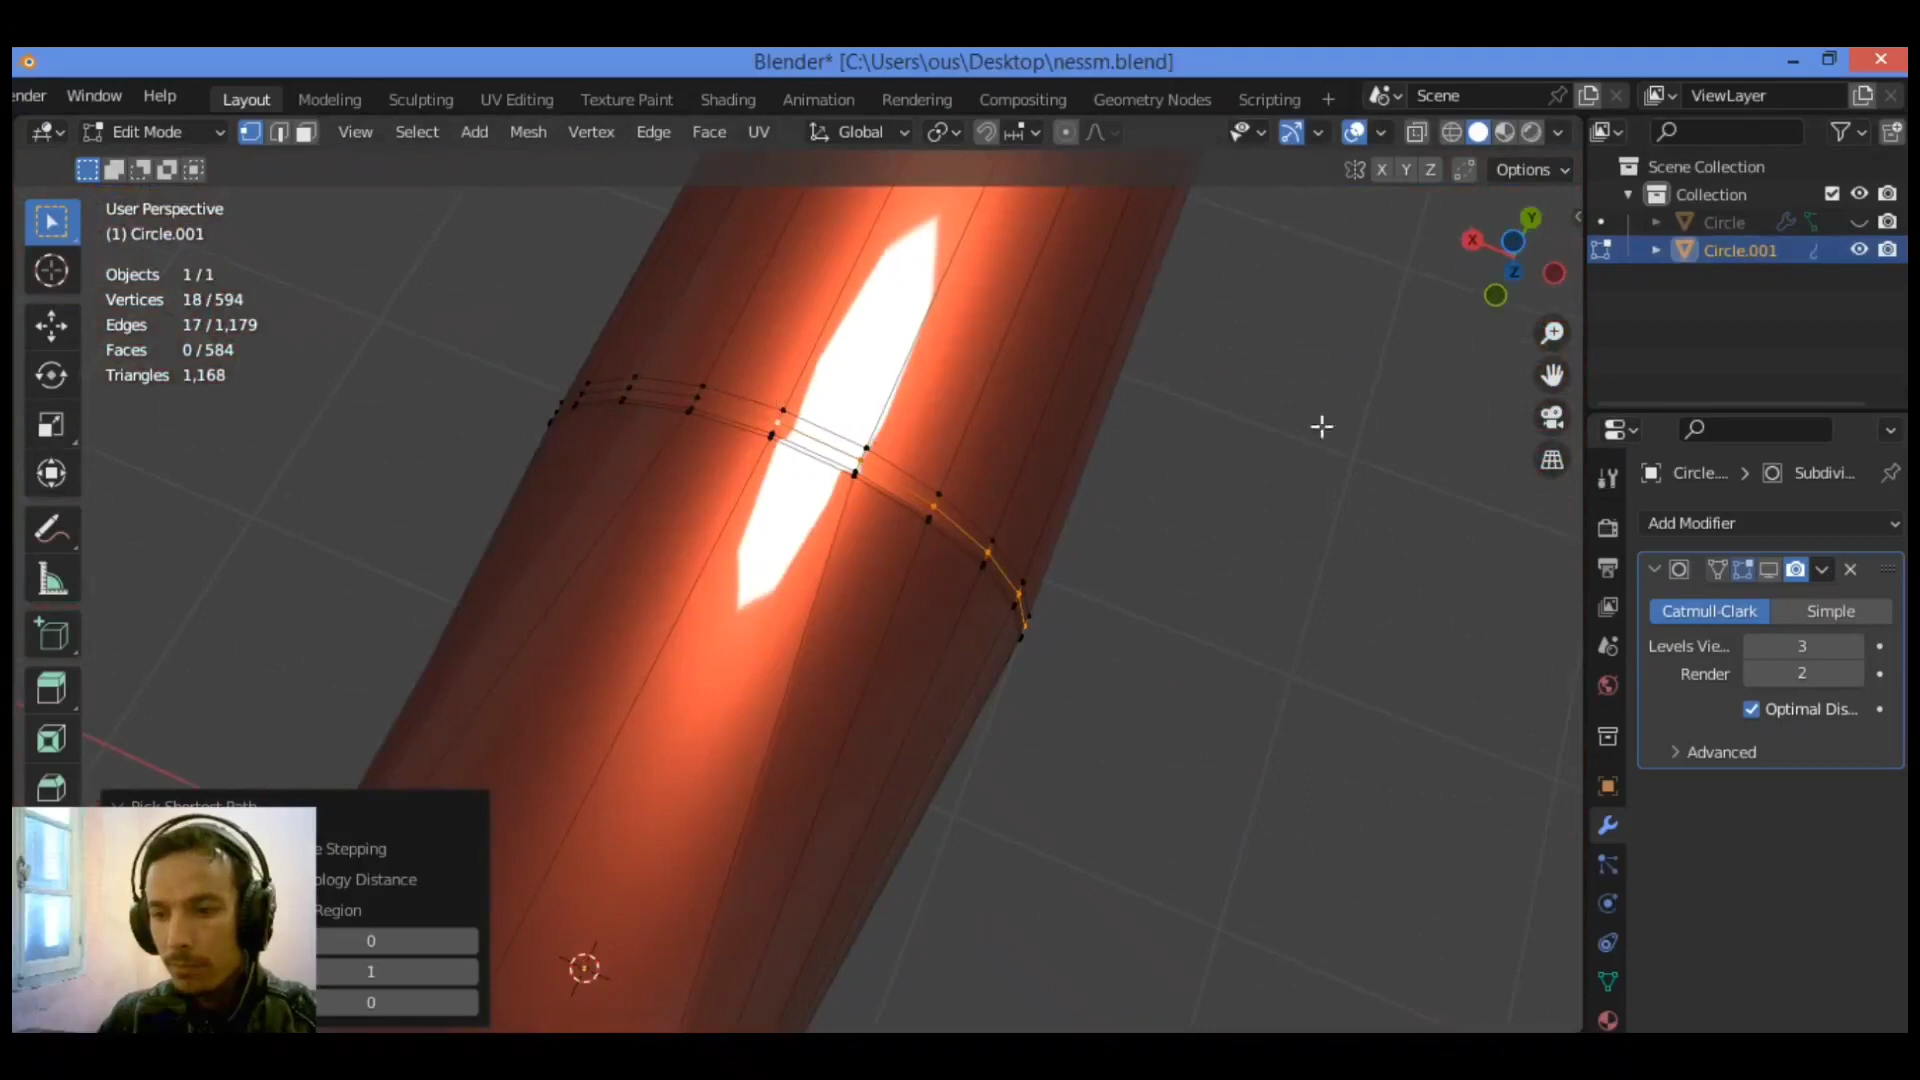 Blender* [C:\Users\ous\Desktop\nessm.blend]
nder Window Help Layout Modeling Sculpting UV Editing Texture Paint Shading Animation Rendering Compositing Geometry Nodes Scripting + Scene ViewLayer
Edit Mode View Select Add Mesh Vertex Edge Face UV Global
X Y Z Options
User Perspective
(1) Circle.001
Objects 1 / 1
Vertices 18 / 594
Edges 17 / 1,179
Faces 0 / 584
Triangles 1,168
Y
X
Z
Scene Collection
Collection
Circle
Circle.001
Circle.... > Subdivi...
Add Modifier
Catmull-Clark Simple
Levels Vie... 3
Render 2
Optimal Dis...
Advanced
Pick Shortest Path
e Stepping
ology Distance
Region
0
1
0